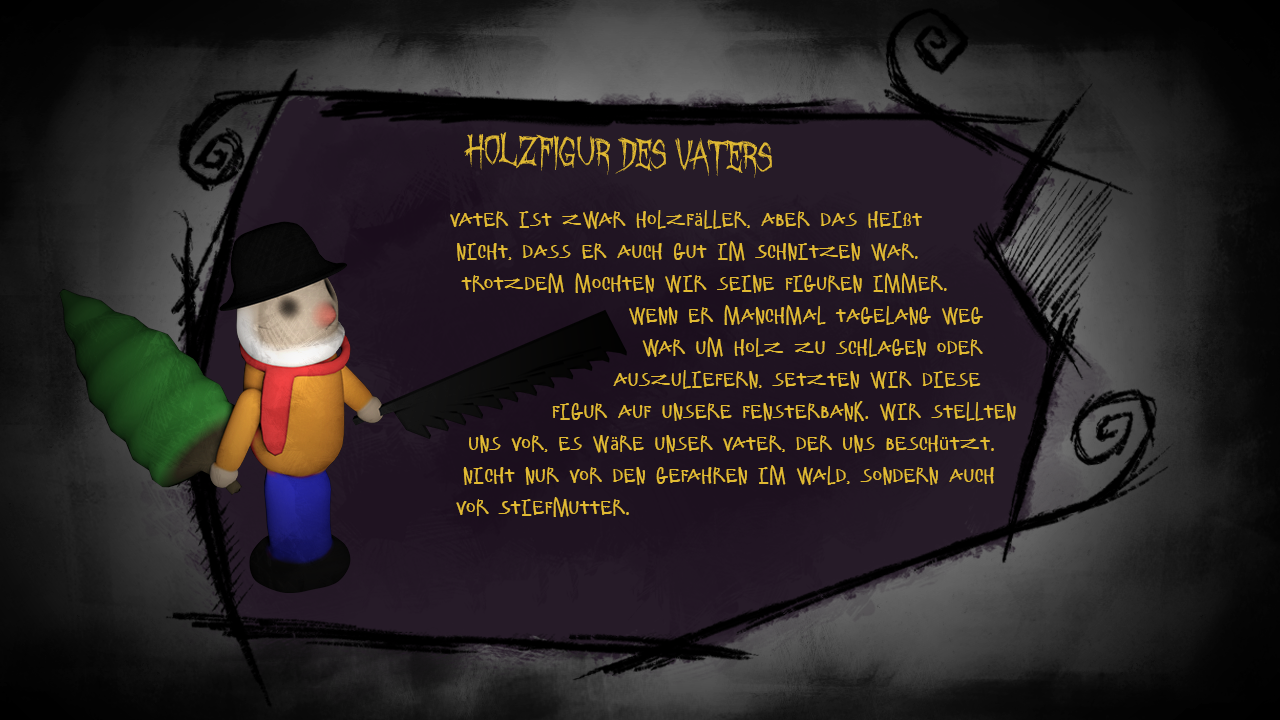 HOLZFIGUR DES VATERS
VATER IST ZWAR HOLZFÄLLER, ABER DAS HEIßT
NICHT, DASS ER AUCH GUT IM SCHNITZEN WAR.
TROTZDEM MOCHTEN WIR SEINE FIGUREN IMMER.
WENN ER MANCHMAL TAGELANG WEG
WAR UM HOLZ ZU SCHLAGEN ODER
AUSZULIEFERN, SETZTEN WIR DIESE
FIGUR AUF UNSERE FENSTERBANK. WIR STELLTEN
UNS VOR, ES WÄRE UNSER VATER, DER UNS BESCHÜTZT.
NICHT NUR VOR DEN GEFAHREN IM WALD, SONDERN AUCH
VOR STIEFMUTTER.